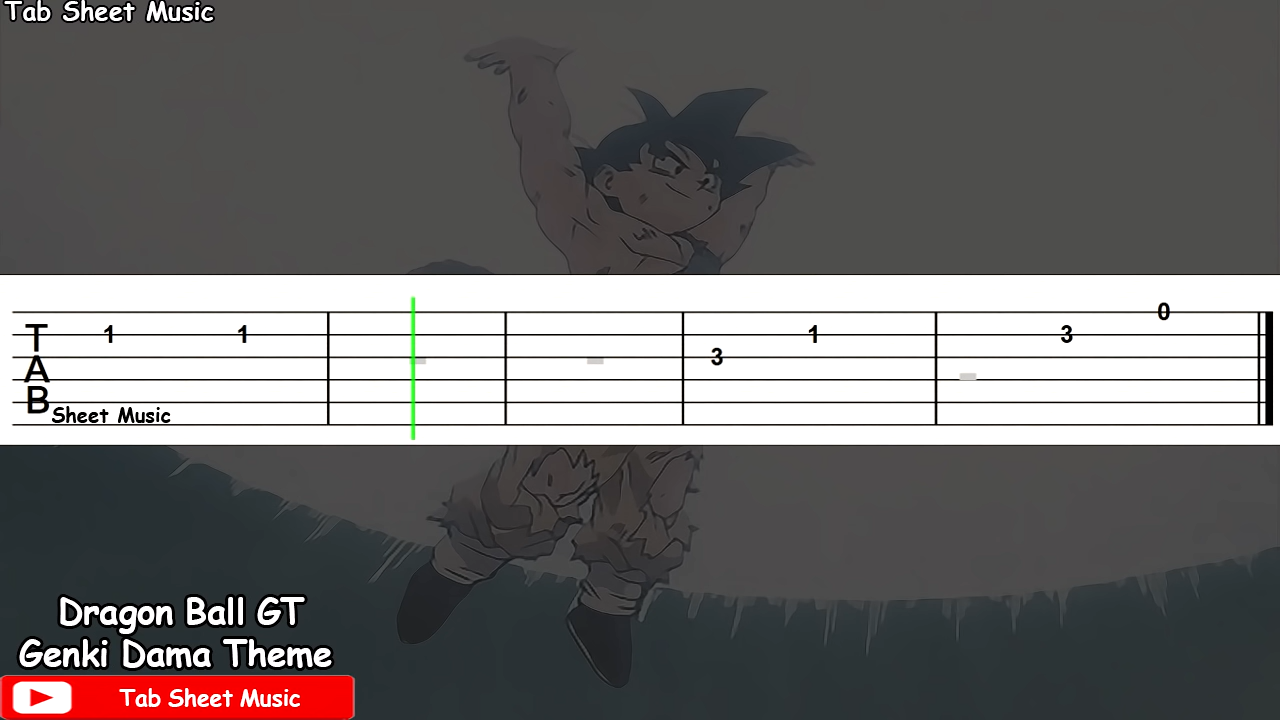 Tab Sheet Music
0
1 1 1 3
3
T
A
B
Sheet Music
Dragon Ball GT
Genki Dama Theme
Tab Sheet Music